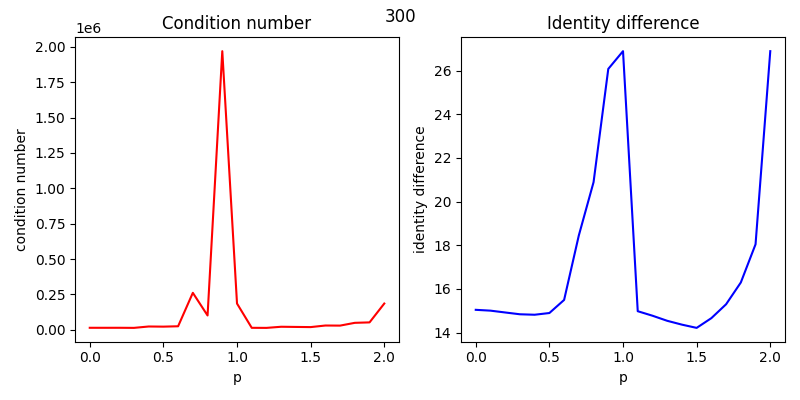 300
Condition number
1e6
2.00
1.75
1.50
1.25
1.00
0.75
0.50
0.25
0.00
condition number
0.0 0.5 1.0 1.5 2.0
p
Identity difference
26
24
22
20
18
16
14
identity difference
0.0 0.5 1.0 1.5 2.0
p